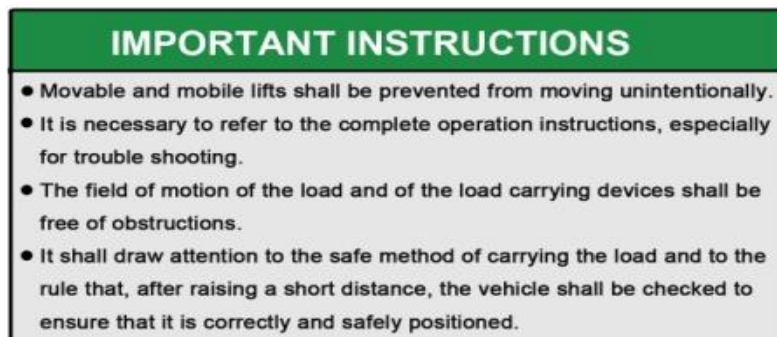 IMPORTANT INSTRUCTIONS
● Movable and mobile lifts shall be prevented from moving unintentionally.
● It is necessary to refer to the complete operation instructions, especially
for trouble shooting.
● The field of motion of the load and of the load carrying devices shall be
free of obstructions.
● It shall draw attention to the safe method of carrying the load and to the
rule that, after raising a short distance, the vehicle shall be checked to
ensure that it is correctly and safely positioned.